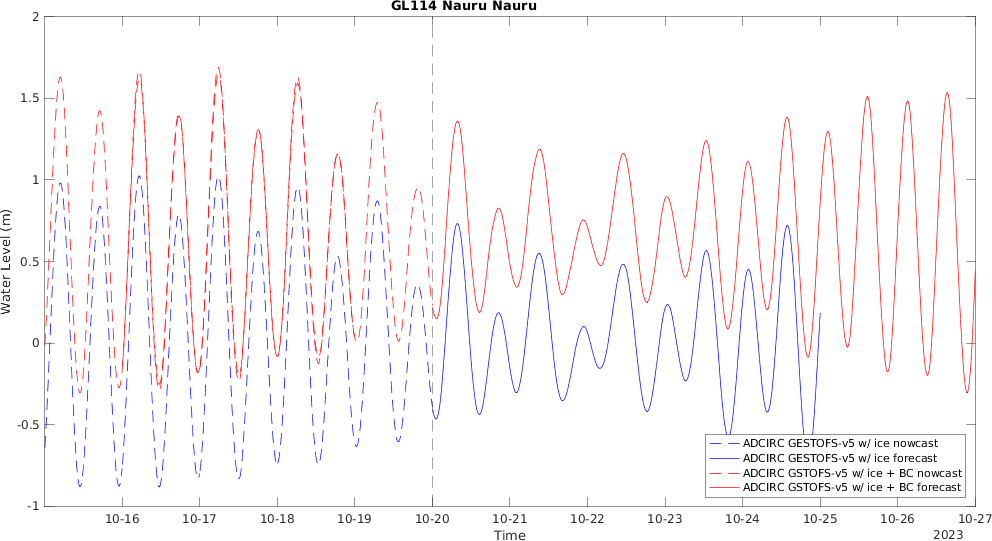 GL114 Nauru Nauru
2
1.5
1
0.5
0
-0.5
-1
Water Level (m)
10-16 10-17 10-18 10-19 10-20 10-21 10-22 10-23 10-24 10-25 10-26 10-27
Time
2023
ADCIRC GESTOFS-v5 w/ ice nowcast
ADCIRC GESTOFS-v5 w/ ice forecast
ADCIRC GSTOFS-v5 w/ ice + BC nowcast
ADCIRC GSTOFS-v5 w/ ice + BC forecast